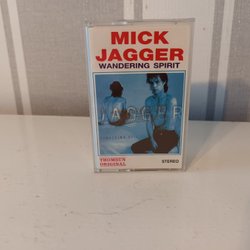 MICK
JAGGER
WANDERING SPIRIT
JAGGER
THOMSUN
ORIGINAL
STEREO